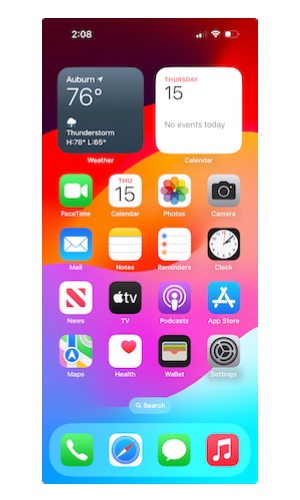 2:08
Auburn
76°
Thunderstorm
H:78° L:65°
Weather
THURSDAY
15
No events today
Calendar
FaceTime
THU
15
Calendar
Photos
Camera
Mail
Notes
Reminders
Clock
News
tv
TV
Podcasts
App Store
Maps
Health
Wallet
Settings
Search